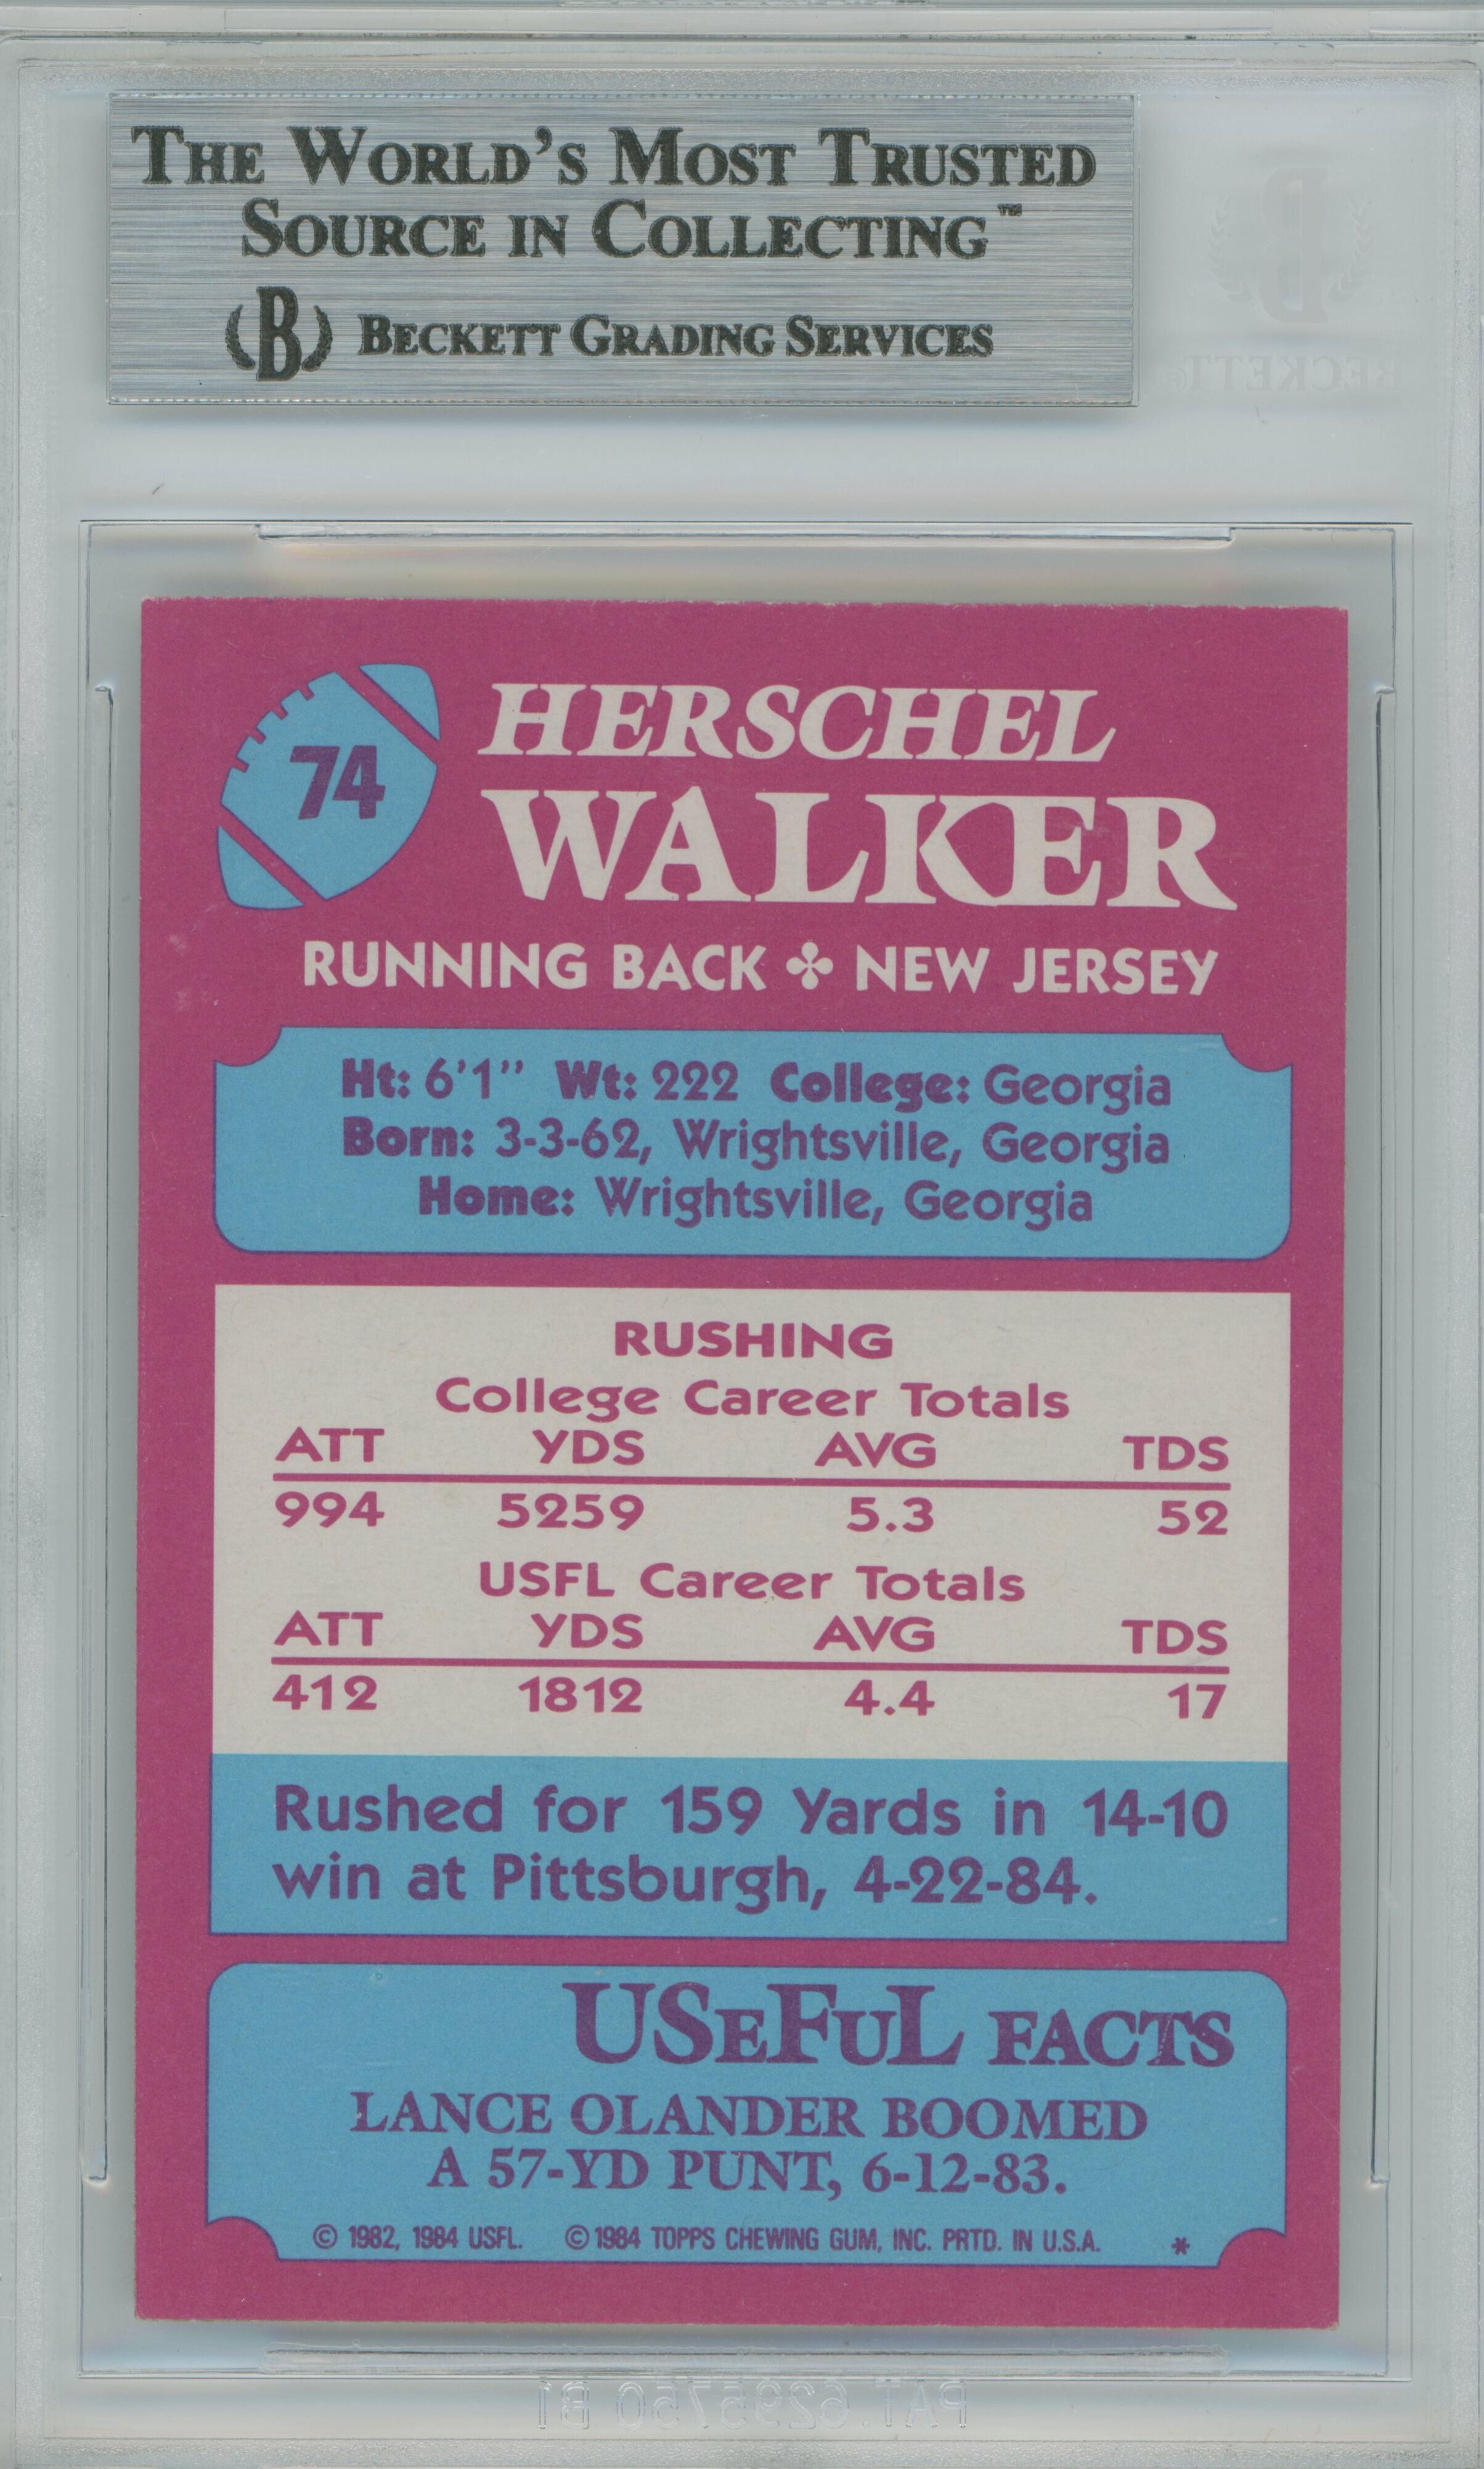 THE WORLD'S MOST TRUSTED
SOURCE IN COLLECTING™
B BECKETT GRADING SERVICES
BECKETT
74
HERSCHEL
WALKER
RUNNING BACK ✤ NEW JERSEY
Ht: 6'1" Wt: 222 College: Georgia
Born: 3-3-62, Wrightsville, Georgia
Home: Wrightsville, Georgia
RUSHING
College Career Totals
ATT YDS AVG TDS
994 5259 5.3 52
USFL Career Totals
ATT YDS AVG TDS
412 1812 4.4 17
Rushed for 159 Yards in 14-10
win at Pittsburgh, 4-22-84.
USeFuL FACTS
LANCE OLANDER BOOMED
A 57-YD PUNT, 6-12-83.
© 1982, 1984 USFL. © 1984 TOPPS CHEWING GUM, INC. PRTD. IN U.S.A. *
PAT. 6295750 B1